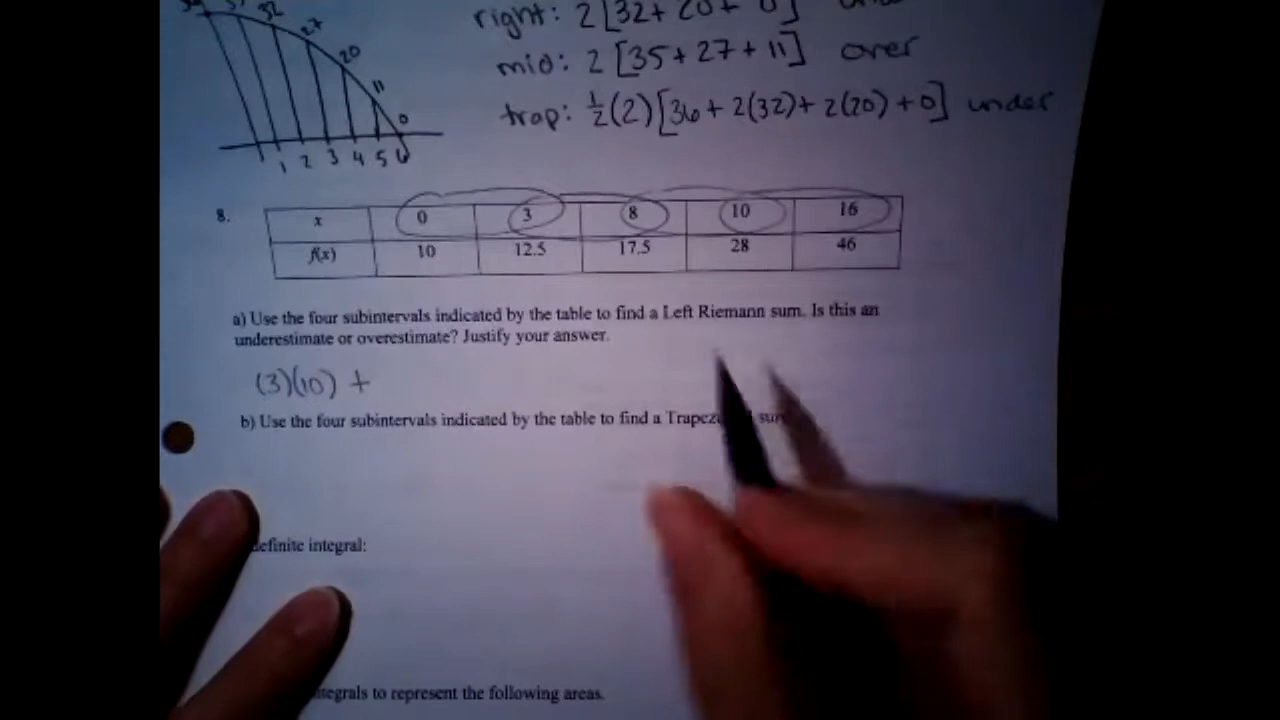 32
27
20
11
0
1 2 3 4 5 6
right: 2[32+ 20+ 0]
mid: 2[35+27+11] over
trap: ½(2)[36+2(32)+2(20)+0] under
8.
x 0 3 8 10 16
f(x) 10 12.5 17.5 28 46
a) Use the four subintervals indicated by the table to find a Left Riemann sum. Is this an
underestimate or overestimate? Justify your answer.
(3)(10) +
b) Use the four subintervals indicated by the table to find a
definite integral:
to represent the following areas.